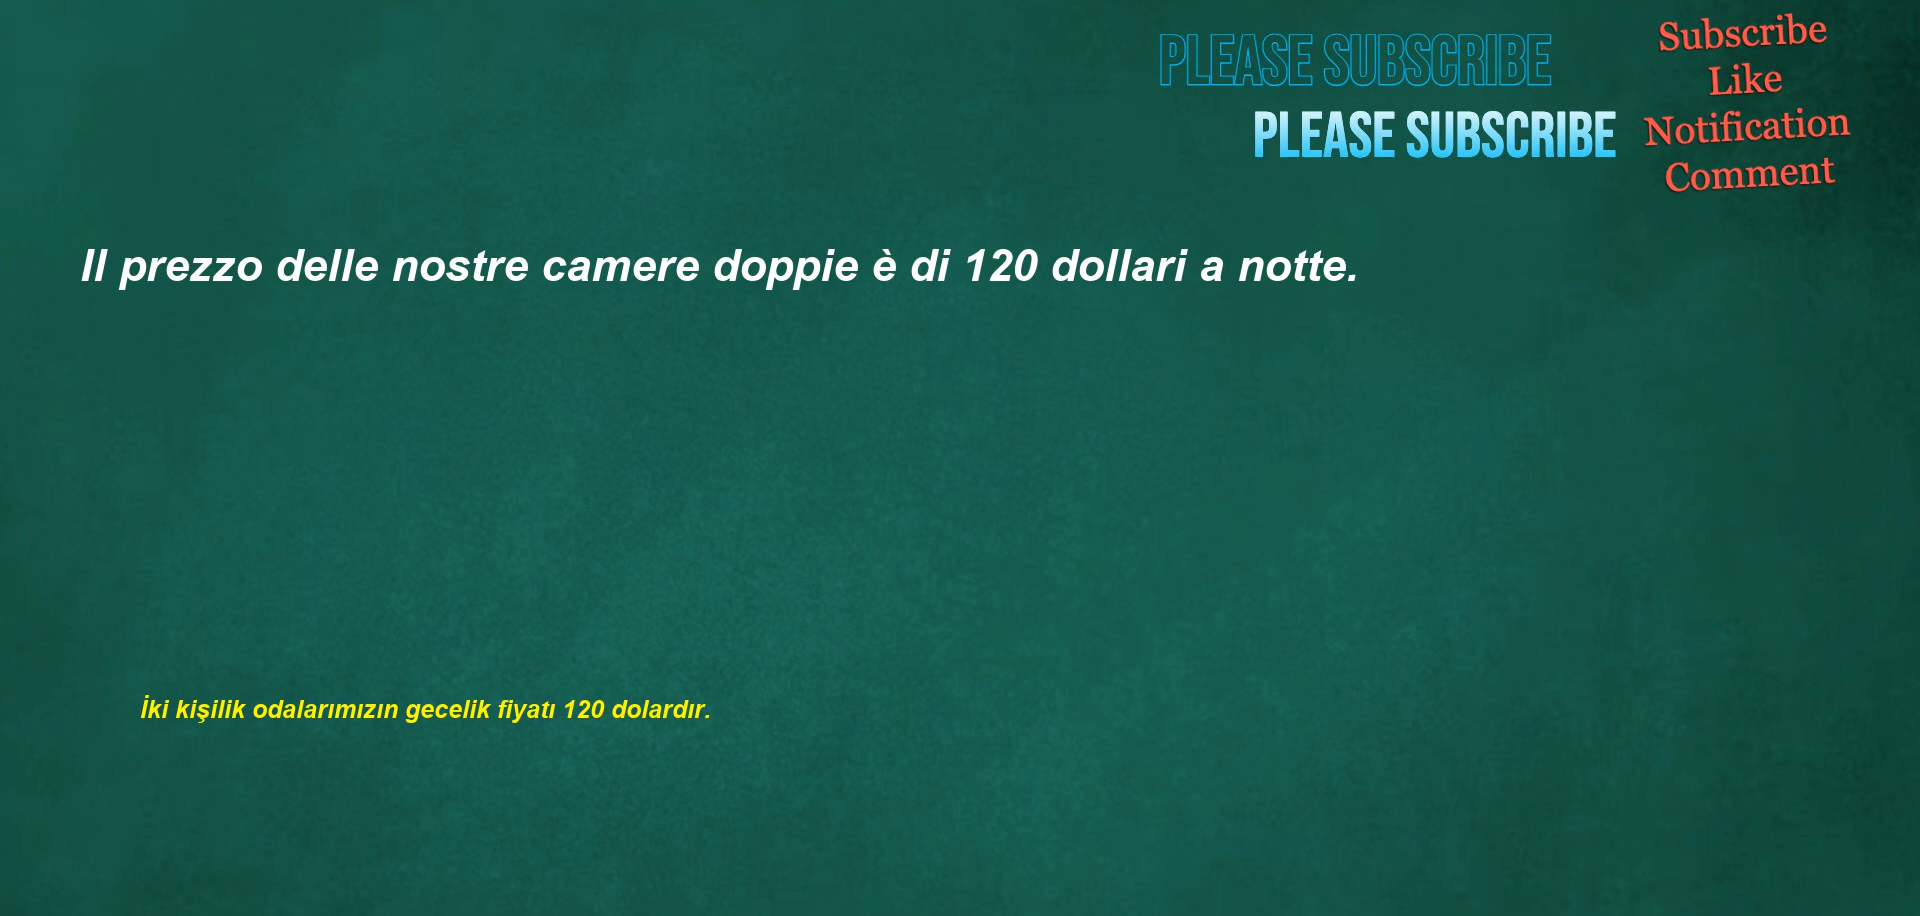 PLEASE SUBSCRIBE
PLEASE SUBSCRIBE
Subscribe
Like
Notification
Comment
Il prezzo delle nostre camere doppie è di 120 dollari a notte.
İki kişilik odalarımızın gecelik fiyatı 120 dolardır.